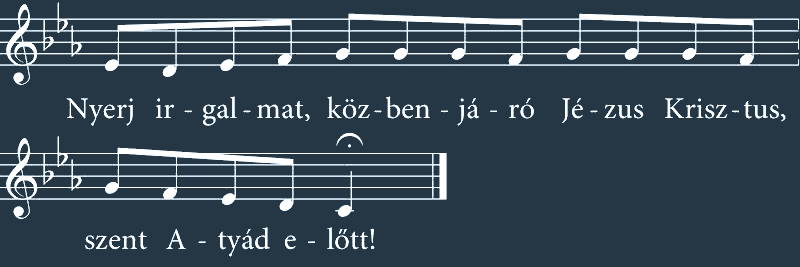 Nyerj ir - gal - mat, köz - ben - já - ró Jé - zus Krisz - tus,
szent A - tyád e - lőtt!